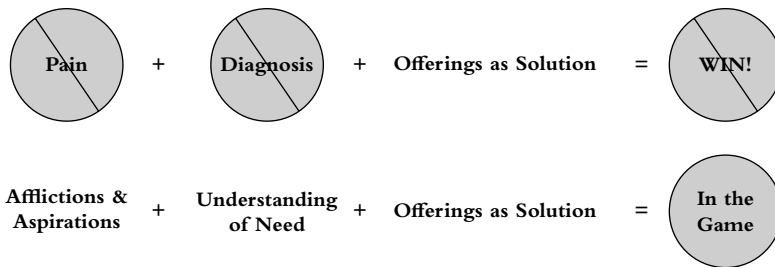 Pain + Diagnosis + Offerings as Solution = WIN!
Afflictions & Aspirations + Understanding of Need + Offerings as Solution = In the Game